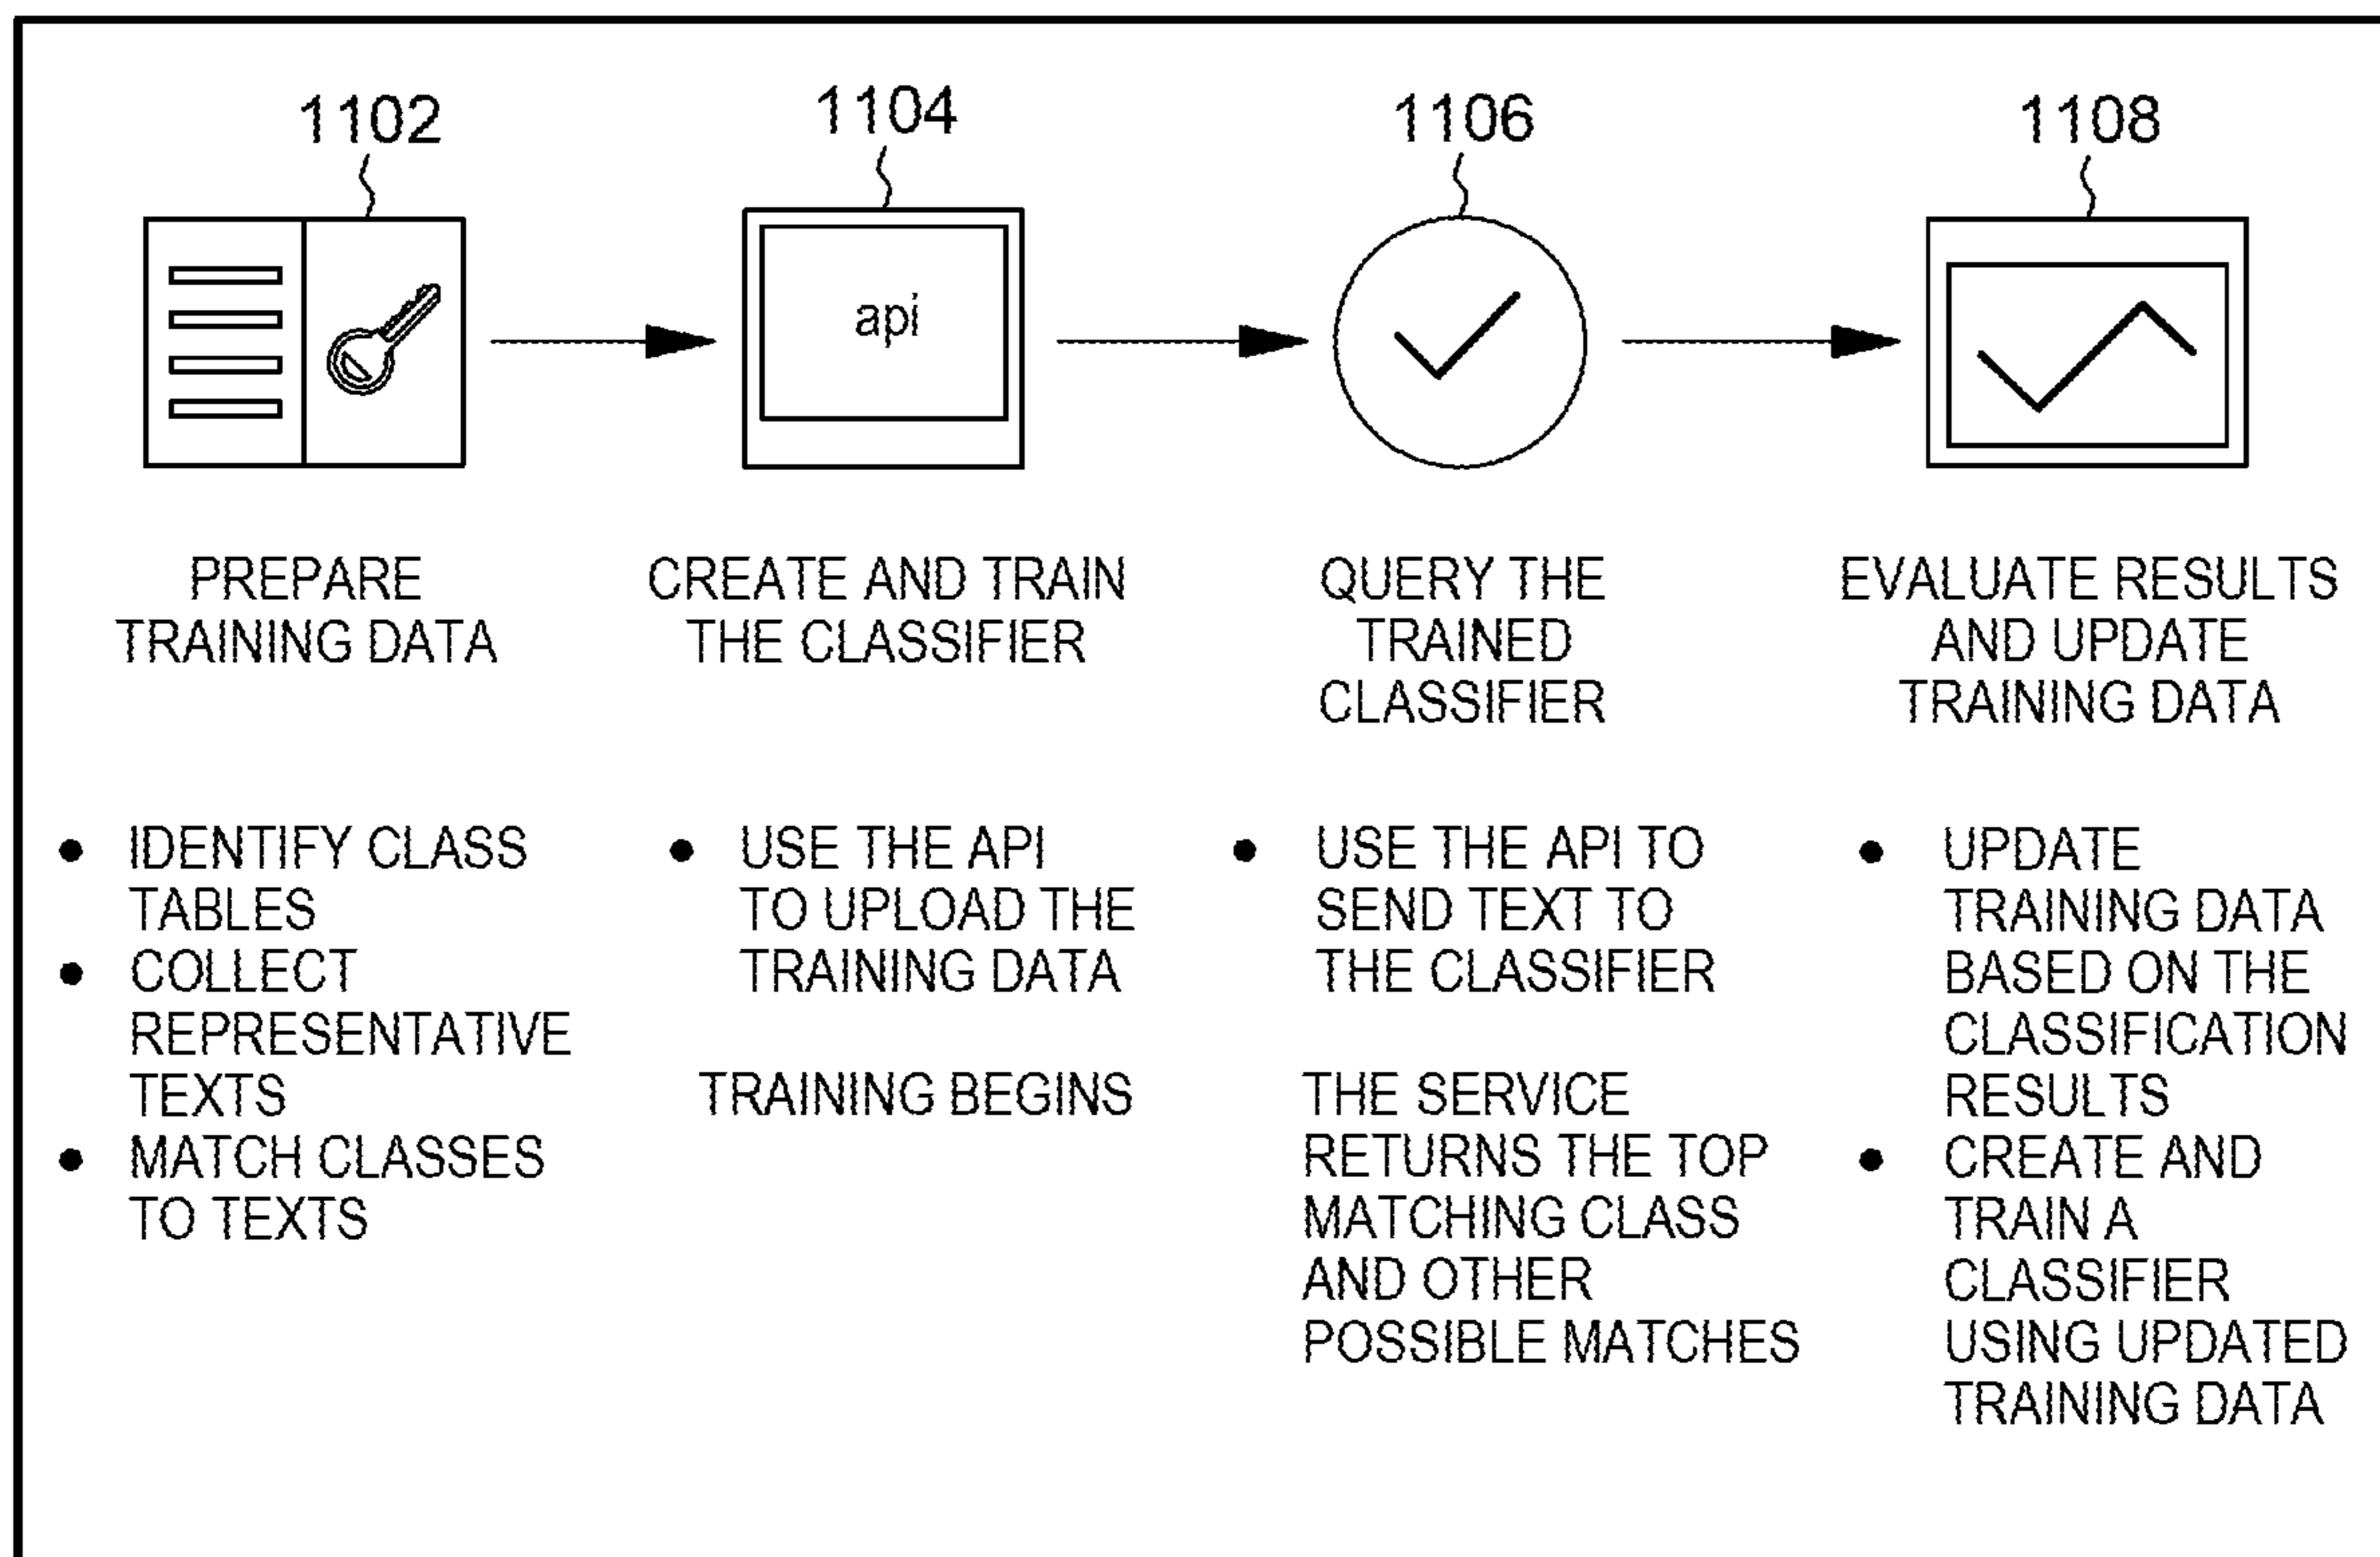 1102
1104
1106
1108
api
PREPARE
TRAINING DATA
CREATE AND TRAIN
THE CLASSIFIER
QUERY THE
TRAINED
CLASSIFIER
EVALUATE RESULTS
AND UPDATE
TRAINING DATA
• IDENTIFY CLASS
TABLES
• COLLECT
REPRESENTATIVE
TEXTS
• MATCH CLASSES
TO TEXTS
• USE THE API
TO UPLOAD THE
TRAINING DATA
TRAINING BEGINS
• USE THE API TO
SEND TEXT TO
THE CLASSIFIER
THE SERVICE
RETURNS THE TOP
MATCHING CLASS
AND OTHER
POSSIBLE MATCHES
• UPDATE
TRAINING DATA
BASED ON THE
CLASSIFICATION
RESULTS
• CREATE AND
TRAIN A
CLASSIFIER
USING UPDATED
TRAINING DATA